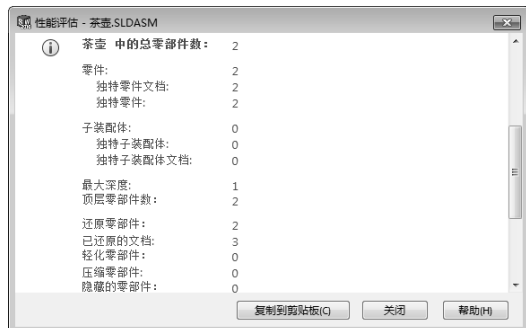 性能评估 - 茶壶.SLDASM
茶壶 中的总零部件数： 2
零件: 2
独特零件文档: 2
独特零件: 2
子装配体: 0
独特子装配体: 0
独特子装配体文档: 0
最大深度: 1
顶层零部件数： 2
还原零部件： 2
已还原的文档: 3
轻化零部件： 0
压缩零部件: 0
隐藏的零部件： 0
复制到剪贴板(C) 关闭 帮助(H)